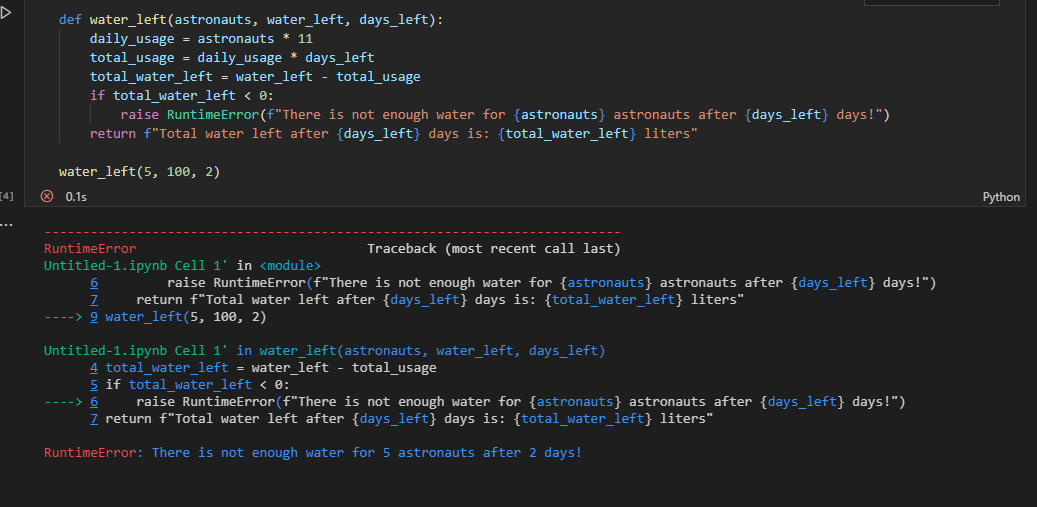 def water_left(astronauts, water_left, days_left):
    daily_usage = astronauts * 11
    total_usage = daily_usage * days_left
    total_water_left = water_left - total_usage
    if total_water_left < 0:
        raise RuntimeError(f"There is not enough water for {astronauts} astronauts after {days_left} days!")
    return f"Total water left after {days_left} days is: {total_water_left} liters"

water_left(5, 100, 2)
[4] 0.1s Python
...
---------------------------------------------------------------------------
RuntimeError                              Traceback (most recent call last)
Untitled-1.ipynb Cell 1' in <module>
      6         raise RuntimeError(f"There is not enough water for {astronauts} astronauts after {days_left} days!")
      7     return f"Total water left after {days_left} days is: {total_water_left} liters"
----> 9 water_left(5, 100, 2)

Untitled-1.ipynb Cell 1' in water_left(astronauts, water_left, days_left)
      4 total_water_left = water_left - total_usage
      5 if total_water_left < 0:
----> 6     raise RuntimeError(f"There is not enough water for {astronauts} astronauts after {days_left} days!")
      7 return f"Total water left after {days_left} days is: {total_water_left} liters"

RuntimeError: There is not enough water for 5 astronauts after 2 days!